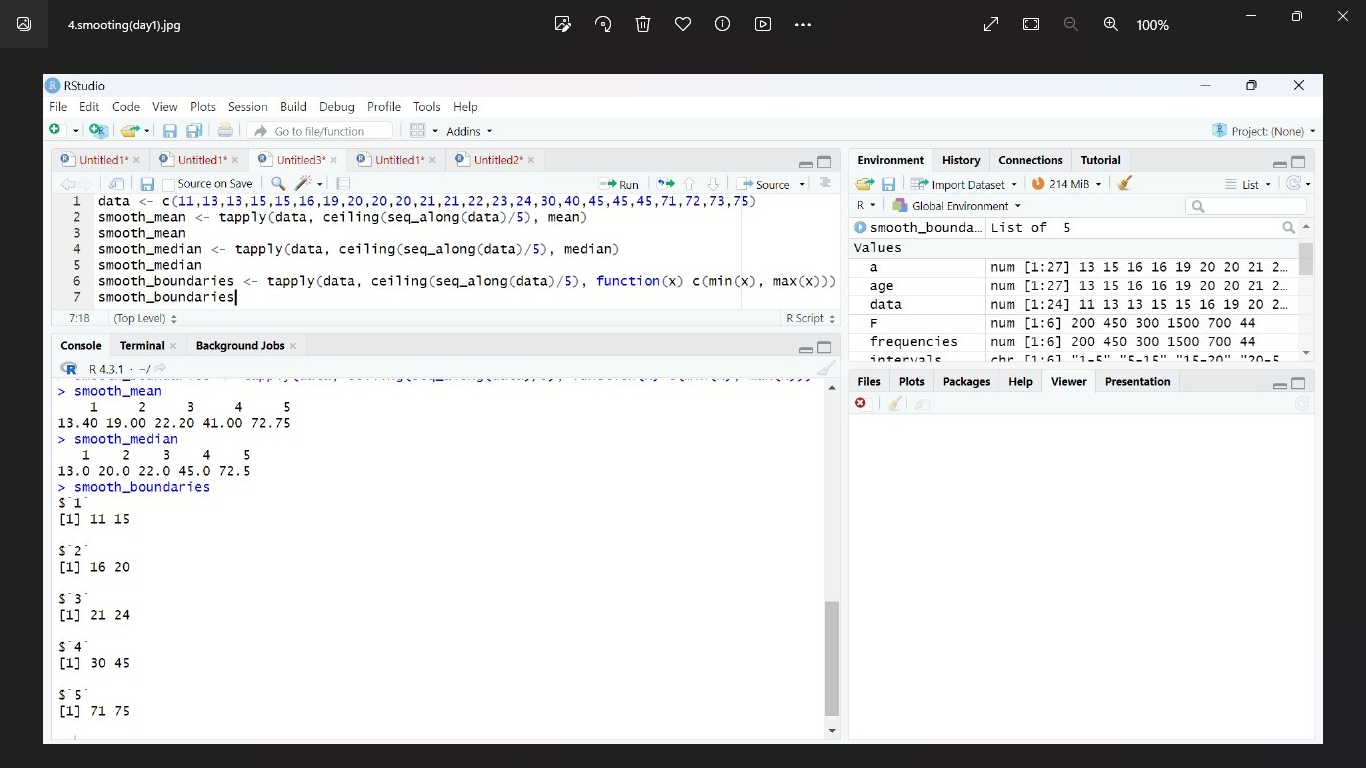 4.smooting(day1).jpg
100%
RStudio
File Edit Code View Plots Session Build Debug Profile Tools Help
Go to file/function Addins Project: (None)
Untitled1* Untitled1* Untitled3* Untitled1* Untitled2*
Source on Save Run Source
1 data <- c(11,13,13,15,15,16,19,20,20,20,21,21,22,23,24,30,40,45,45,45,71,72,73,75)
2 smooth_mean <- tapply(data, ceiling(seq_along(data)/5), mean)
3 smooth_mean
4 smooth_median <- tapply(data, ceiling(seq_along(data)/5), median)
5 smooth_median
6 smooth_boundaries <- tapply(data, ceiling(seq_along(data)/5), function(x) c(min(x), max(x)))
7 smooth_boundaries
7:18 (Top Level) R Script
Console Terminal Background Jobs
R 4.3.1 · ~/
> smooth_mean
1 2 3 4 5
13.40 19.00 22.20 41.00 72.75
> smooth_median
1 2 3 4 5
13.0 20.0 22.0 45.0 72.5
> smooth_boundaries
$`1`
[1] 11 15
$`2`
[1] 16 20
$`3`
[1] 21 24
$`4`
[1] 30 45
$`5`
[1] 71 75
Environment History Connections Tutorial
Import Dataset 214 MiB List
R Global Environment
smooth_bounda… List of 5
Values
a num [1:27] 13 15 16 16 19 20 20 21 2…
age num [1:27] 13 15 16 16 19 20 20 21 2…
data num [1:24] 11 13 13 15 15 16 19 20 2…
F num [1:6] 200 450 300 1500 700 44
frequencies num [1:6] 200 450 300 1500 700 44
intervals chr [1:6] "1-5" "5-15" "15-20" "20-5
Files Plots Packages Help Viewer Presentation